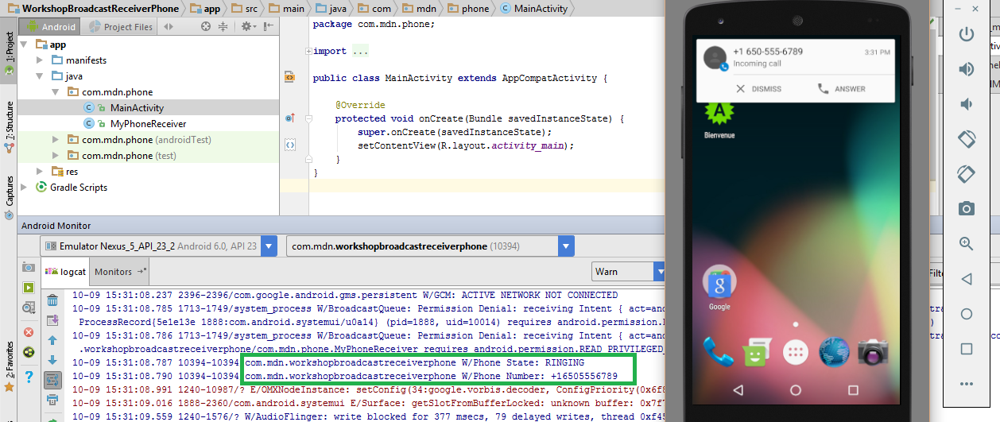 WorkshopBroadcastReceiverPhone app src main java com mdn phone MainActivity
Android Project Files
1: Project
7: Structure
Captures
2: Favorites
app
manifests
java
com.mdn.phone
MainActivity
MyPhoneReceiver
com.mdn.phone (androidTest)
com.mdn.phone (test)
res
Gradle Scripts
package com.mdn.phone;
import ...
public class MainActivity extends AppCompatActivity {
@Override
protected void onCreate(Bundle savedInstanceState) {
super.onCreate(savedInstanceState);
setContentView(R.layout.activity_main);
}
}
Android Monitor
Emulator Nexus_5_API_23_2 Android 6.0, API 23
com.mdn.workshopbroadcastreceiverphone (10394)
logcat Monitors
Warn
10-09 15:31:08.237 2396-2396/com.google.android.gms.persistent W/GCM: ACTIVE NETWORK NOT CONNECTED
10-09 15:31:08.785 1713-1749/system_process W/BroadcastQueue: Permission Denial: receiving Intent { act=an
ProcessRecord{5e1e13e 1888:com.android.systemui/u0a14} (pid=1888, uid=10014) requires android.permission.
10-09 15:31:08.786 1713-1749/system_process W/BroadcastQueue: Permission Denial: receiving Intent { act=an
.workshopbroadcastreceiverphone/com.mdn.phone.MyPhoneReceiver requires android.permission.READ_PRIVILEGED_
10-09 15:31:08.787 10394-10394 com.mdn.workshopbroadcastreceiverphone W/Phone State: RINGING
10-09 15:31:08.790 10394-10394 com.mdn.workshopbroadcastreceiverphone W/Phone Number: +16505556789
10-09 15:31:08.991 1240-10987/? E/OMXNodeInstance: setConfig(34:google.vorbis.decoder, ConfigPriority(0x6f8
10-09 15:31:09.016 1888-2360/com.android.systemui E/Surface: getSlotFromBufferLocked: unknown buffer: 0x7f7
10-09 15:31:09.559 1240-1576/? W/AudioFlinger: write blocked for 377 msecs, 79 delayed writes, thread 0xf45
+1 650-555-6789
3:31 PM
Incoming call
DISMISS ANSWER
A
Bienvenue
g
Google